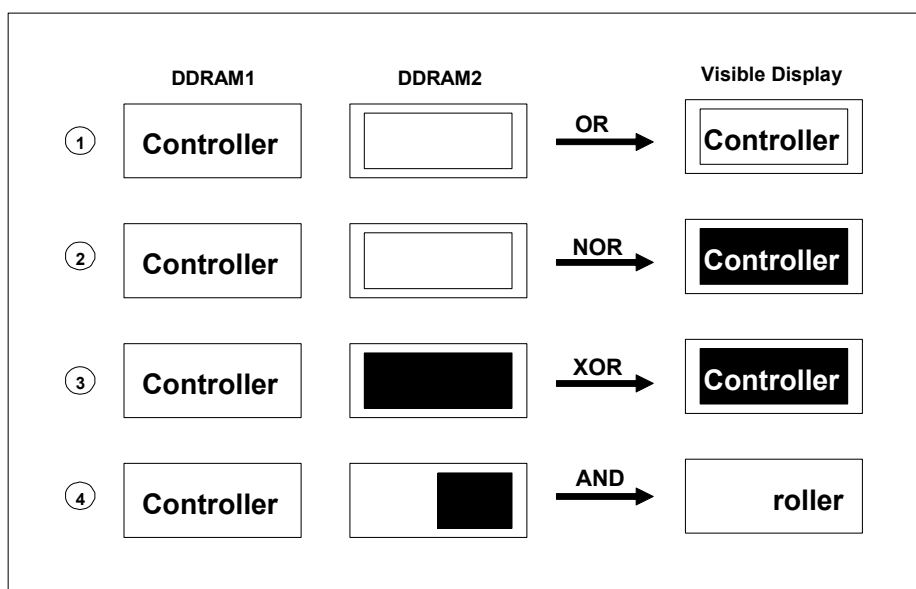 DDRAM1 DDRAM2 Visible Display
1 Controller OR Controller
2 Controller NOR Controller
3 Controller XOR Controller
4 Controller AND roller